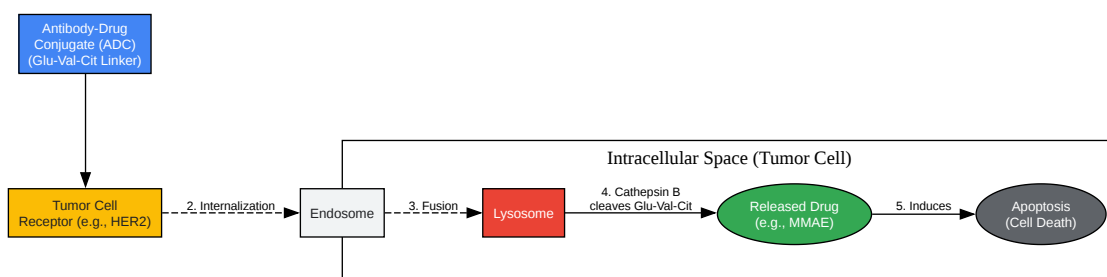 Antibody-Drug
Conjugate (ADC)
(Glu-Val-Cit Linker)
Intracellular Space (Tumor Cell)
Tumor Cell
Receptor (e.g., HER2)
2. Internalization
Endosome
3. Fusion
Lysosome
4. Cathepsin B
cleaves Glu-Val-Cit
Released Drug
(e.g., MMAE)
5. Induces
Apoptosis
(Cell Death)